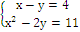 x − y = 4
x² − 2y = 11